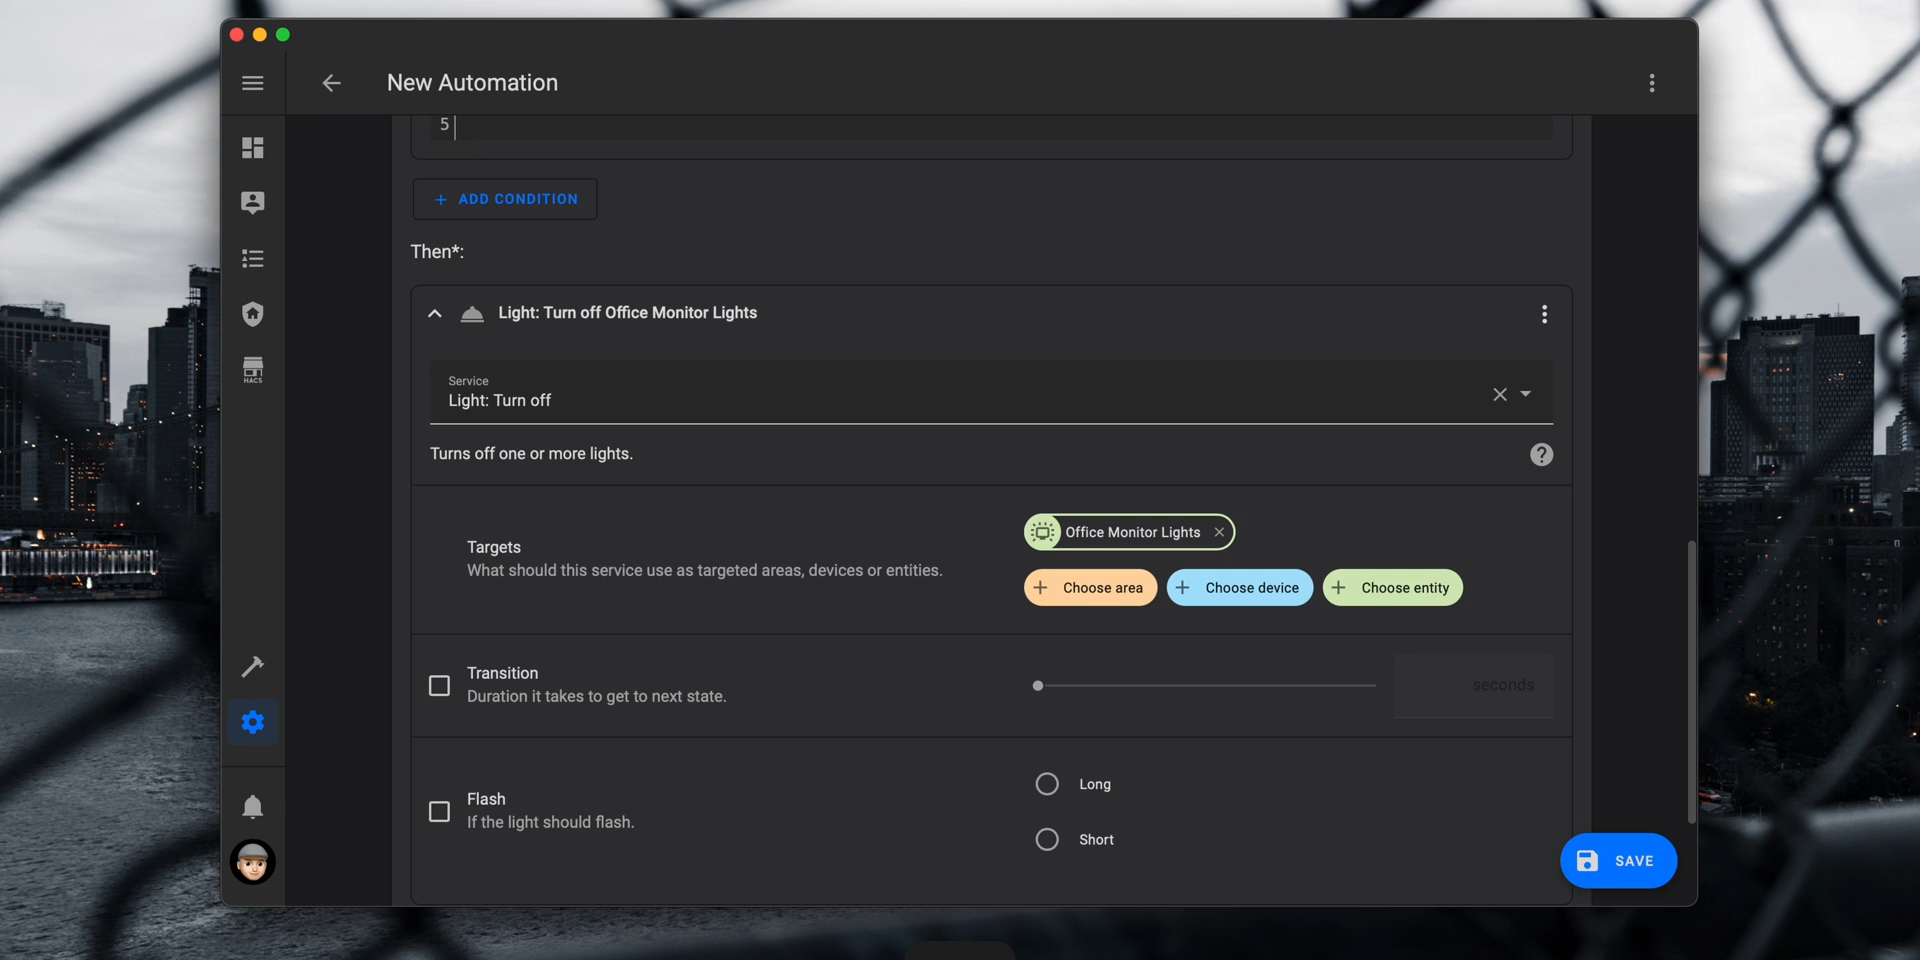 New Automation
5
ADD CONDITION
Then*:
Light: Turn off Office Monitor Lights
Service
Light: Turn off
Turns off one or more lights.
Targets
What should this service use as targeted areas, devices or entities.
Office Monitor Lights
Choose area
Choose device
Choose entity
Transition
Duration it takes to get to next state.
seconds
Flash
If the light should flash.
Long
Short
SAVE
HACS